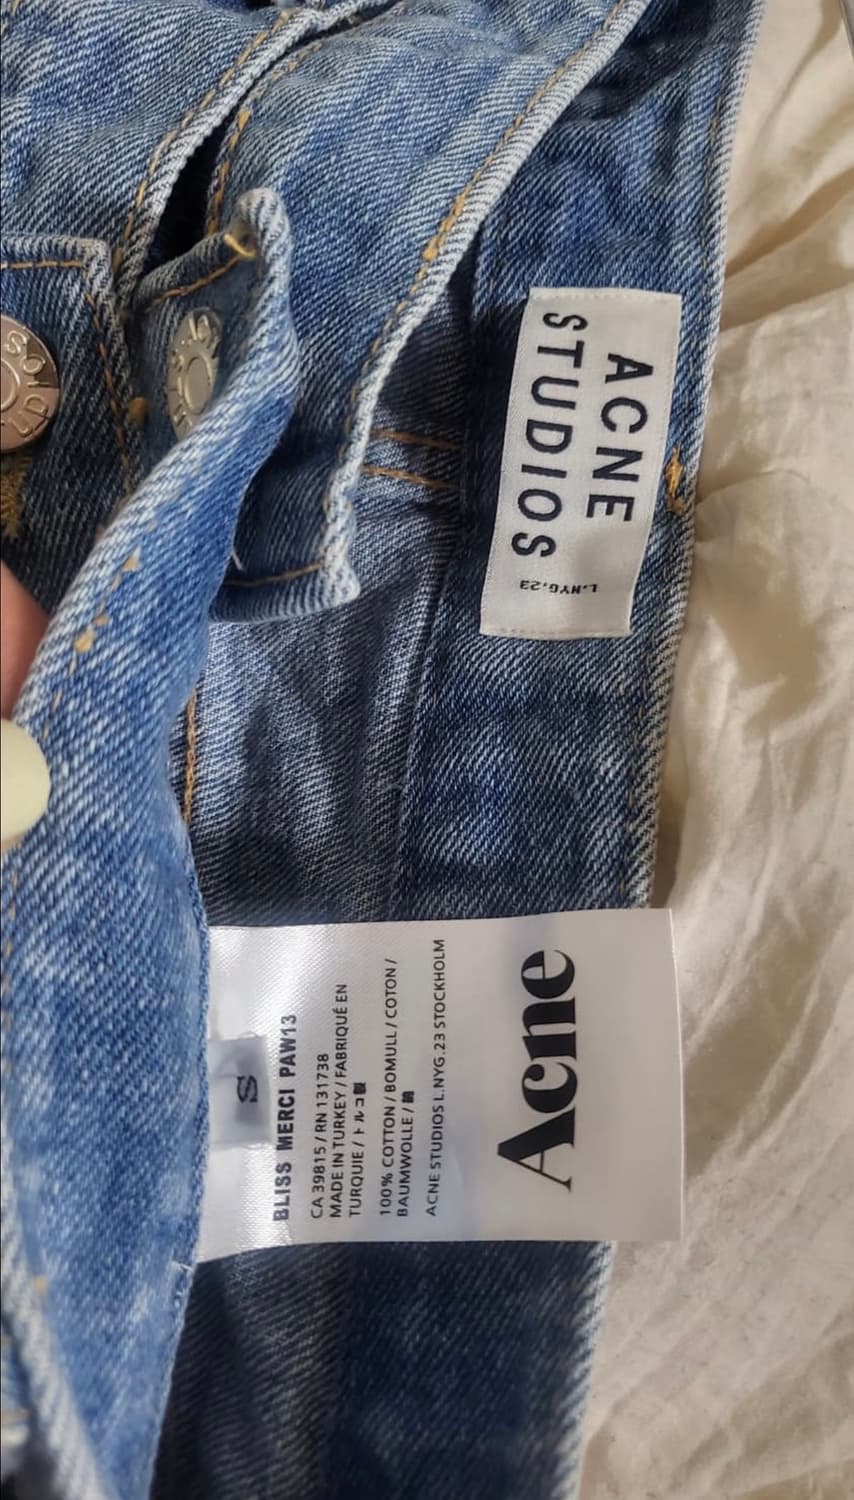 ACNE
STUDIOS
L.NYG.23
S
BLISS MERCI PAW13
CA 39815 / RN 131738
MADE IN TURKEY / FABRIQUÉ EN
TURQUIE / トルコ製
100% COTTON / BOMULL / COTON /
BAUMWOLLE / 綿
ACNE STUDIOS L.NYG.23 STOCKHOLM
Acne